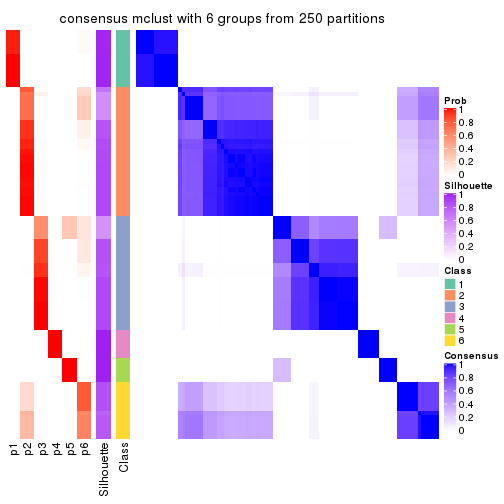 consensus mclust with 6 groups from 250 partitions
Prob
1
0.8
0.6
0.4
0.2
0
Silhouette
1
0.8
0.6
0.4
0.2
0
Class
1
2
3
4
5
6
Consensus
1
0.8
0.6
0.4
0.2
0
p1
p2
p3
p4
p5
p6
Silhouette
Class